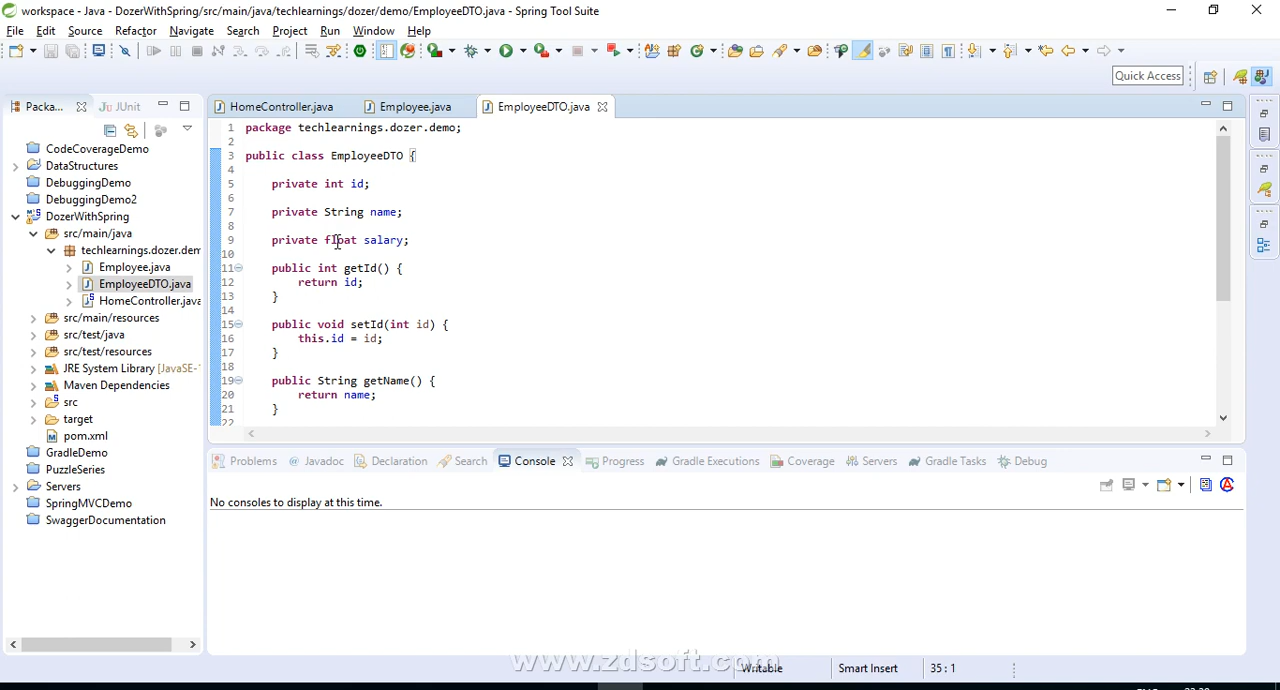 workspace - Java - DozerWithSpring/src/main/java/techlearnings/dozer/demo/EmployeeDTO.java - Spring Tool Suite
File Edit Source Refactor Navigate Search Project Run Window Help
Quick Access
Packa... JUnit
CodeCoverageDemo
DataStructures
DebuggingDemo
DebuggingDemo2
DozerWithSpring
src/main/java
techlearnings.dozer.dem
Employee.java
EmployeeDTO.java
HomeController.java
src/main/resources
src/test/java
src/test/resources
JRE System Library [JavaSE-
Maven Dependencies
src
target
pom.xml
GradleDemo
PuzzleSeries
Servers
SpringMVCDemo
SwaggerDocumentation
HomeController.java Employee.java EmployeeDTO.java
1 package techlearnings.dozer.demo;
2
3 public class EmployeeDTO {
4
5 private int id;
6
7 private String name;
8
9 private float salary;
10
11 public int getId() {
12 return id;
13 }
14
15 public void setId(int id) {
16 this.id = id;
17 }
18
19 public String getName() {
20 return name;
21 }
22
Problems Javadoc Declaration Search Console Progress Gradle Executions Coverage Servers Gradle Tasks Debug
No consoles to display at this time.
www.zdsoft.com
Writable Smart Insert 35 : 1